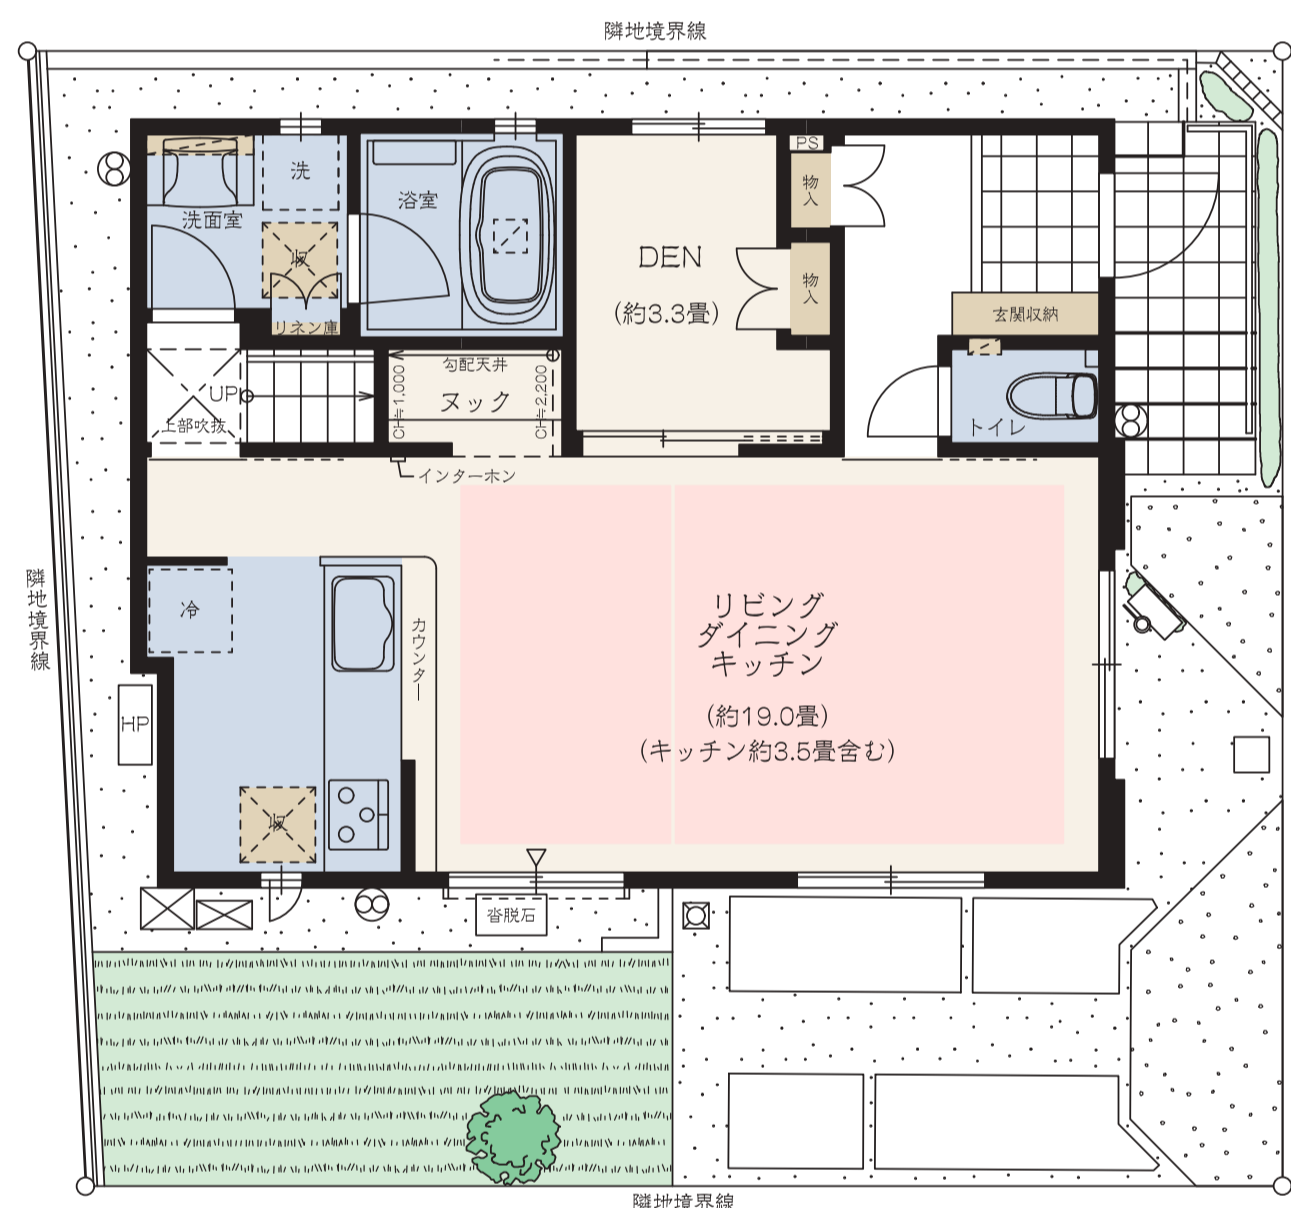 隣地境界線
PS
洗
物入
浴室
洗面室
DEN
収
(約3.3畳)
物入
玄関収納
リネン庫
勾配天井
UP
CH≒1,000
ヌック
CH≒2,200
上部吹抜
トイレ
インターホン
隣地境界線
冷
カウンター
リビング
ダイニング
キッチン
(約19.0畳)
(キッチン約3.5畳含む)
HP
収
沓脱石
隣地境界線